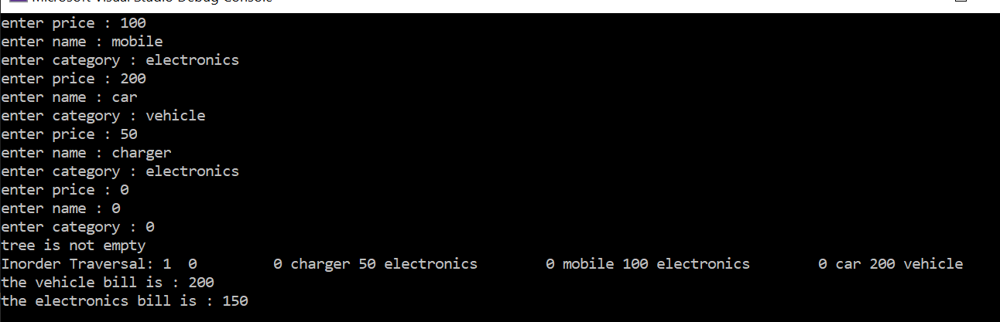 Microsoft Visual Studio Debug Console
enter price : 100
enter name : mobile
enter category : electronics
enter price : 200
enter name : car
enter category : vehicle
enter price : 50
enter name : charger
enter category : electronics
enter price : 0
enter name : 0
enter category : 0
tree is not empty
Inorder Traversal: 1  0        0 charger 50 electronics        0 mobile 100 electronics        0 car 200 vehicle
the vehicle bill is : 200
the electronics bill is : 150